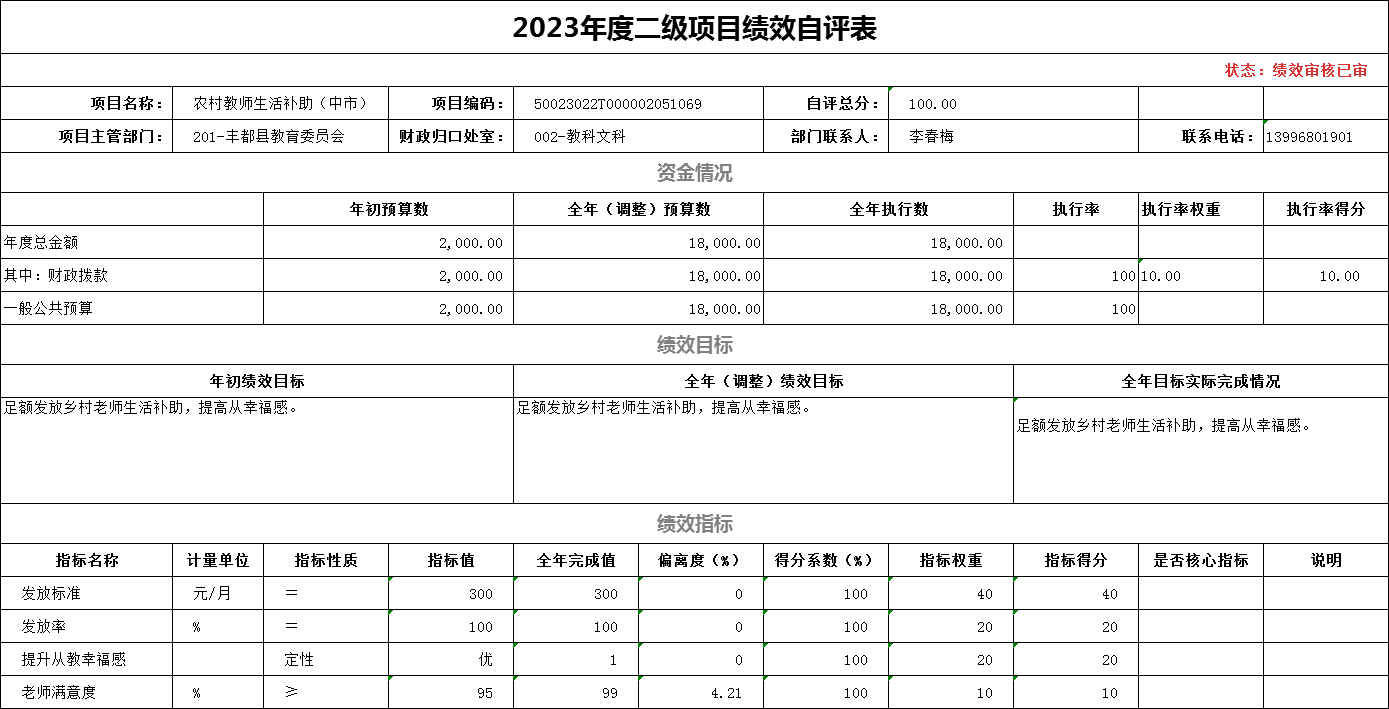 2023年度二级项目绩效自评表
状态：绩效审核已审
项目名称： 农村教师生活补助（中市） 项目编码： 50023022T000002051069 自评总分： 100.00
项目主管部门： 201-丰都县教育委员会 财政归口处室： 002-教科文科 部门联系人： 李春梅 联系电话： 13996801901
资金情况
年初预算数 全年（调整）预算数 全年执行数 执行率 执行率权重 执行率得分
年度总金额 2,000.00 18,000.00 18,000.00
其中：财政拨款 2,000.00 18,000.00 18,000.00 100 10.00 10.00
一般公共预算 2,000.00 18,000.00 18,000.00 100
绩效目标
年初绩效目标 全年（调整）绩效目标 全年目标实际完成情况
足额发放乡村老师生活补助，提高从幸福感。 足额发放乡村老师生活补助，提高从幸福感。 足额发放乡村老师生活补助，提高从幸福感。
绩效指标
指标名称 计量单位 指标性质 指标值 全年完成值 偏离度（%） 得分系数（%） 指标权重 指标得分 是否核心指标 说明
发放标准 元/月 ＝ 300 300 0 100 40 40
发放率 % ＝ 100 100 0 100 20 20
提升从教幸福感 定性 优 1 0 100 20 20
老师满意度 % ≥ 95 99 4.21 100 10 10